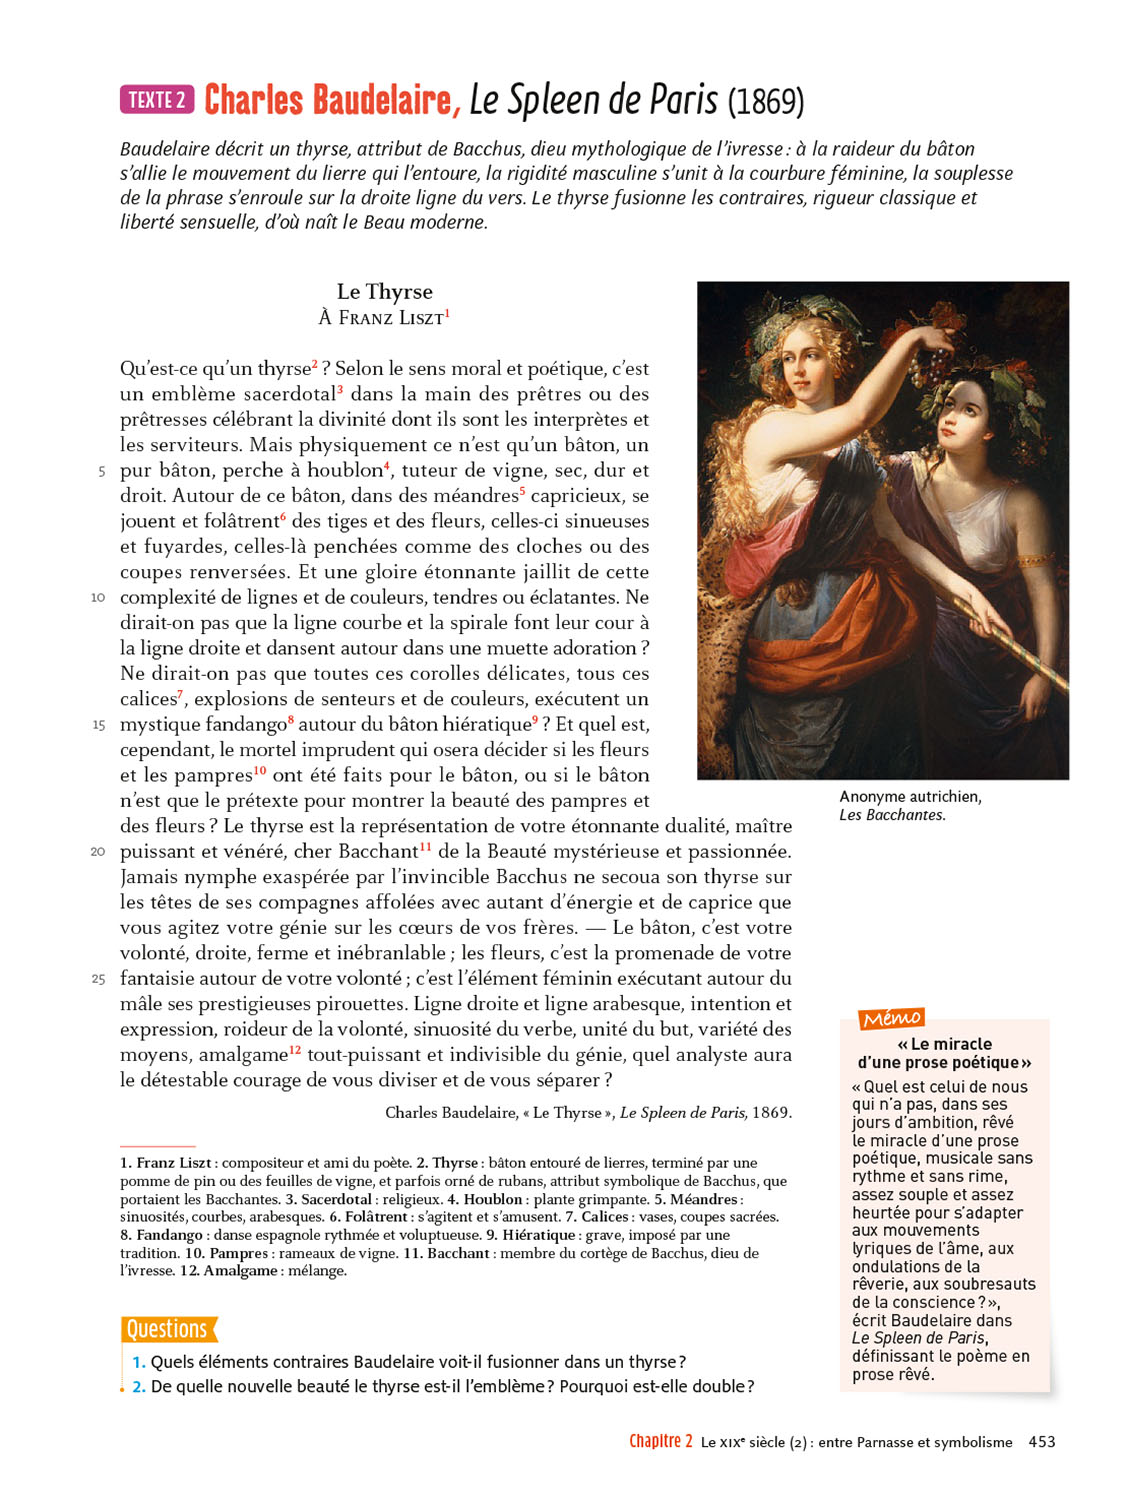 TEXTE 2 Charles Baudelaire, Le Spleen de Paris (1869)
Baudelaire décrit un thyrse, attribut de Bacchus, dieu mythologique de l’ivresse : à la raideur du bâton
s’allie le mouvement du lierre qui l’entoure, la rigidité masculine s’unit à la courbure féminine, la souplesse
de la phrase s’enroule sur la droite ligne du vers. Le thyrse fusionne les contraires, rigueur classique et
liberté sensuelle, d’où naît le Beau moderne.
Le Thyrse
À Franz Liszt1
Qu’est-ce qu’un thyrse2 ? Selon le sens moral et poétique, c’est
un emblème sacerdotal3 dans la main des prêtres ou des
prêtresses célébrant la divinité dont ils sont les interprètes et
les serviteurs. Mais physiquement ce n’est qu’un bâton, un
5 pur bâton, perche à houblon4, tuteur de vigne, sec, dur et
droit. Autour de ce bâton, dans des méandres5 capricieux, se
jouent et folâtrent6 des tiges et des fleurs, celles-ci sinueuses
et fuyardes, celles-là penchées comme des cloches ou des
coupes renversées. Et une gloire étonnante jaillit de cette
10 complexité de lignes et de couleurs, tendres ou éclatantes. Ne
dirait-on pas que la ligne courbe et la spirale font leur cour à
la ligne droite et dansent autour dans une muette adoration ?
Ne dirait-on pas que toutes ces corolles délicates, tous ces
calices7, explosions de senteurs et de couleurs, exécutent un
15 mystique fandango8 autour du bâton hiératique9 ? Et quel est,
cependant, le mortel imprudent qui osera décider si les fleurs
et les pampres10 ont été faits pour le bâton, ou si le bâton
n’est que le prétexte pour montrer la beauté des pampres et
des fleurs ? Le thyrse est la représentation de votre étonnante dualité, maître
20 puissant et vénéré, cher Bacchant11 de la Beauté mystérieuse et passionnée.
Jamais nymphe exaspérée par l’invincible Bacchus ne secoua son thyrse sur
les têtes de ses compagnes affolées avec autant d’énergie et de caprice que
vous agitez votre génie sur les cœurs de vos frères. — Le bâton, c’est votre
volonté, droite, ferme et inébranlable ; les fleurs, c’est la promenade de votre
25 fantaisie autour de votre volonté ; c’est l’élément féminin exécutant autour du
mâle ses prestigieuses pirouettes. Ligne droite et ligne arabesque, intention et
expression, roideur de la volonté, sinuosité du verbe, unité du but, variété des
moyens, amalgame12 tout-puissant et indivisible du génie, quel analyste aura
le détestable courage de vous diviser et de vous séparer ?
Charles Baudelaire, « Le Thyrse », Le Spleen de Paris, 1869.
Anonyme autrichien,
Les Bacchantes.
1. Franz Liszt : compositeur et ami du poète. 2. Thyrse : bâton entouré de lierres, terminé par une
pomme de pin ou des feuilles de vigne, et parfois orné de rubans, attribut symbolique de Bacchus, que
portaient les Bacchantes. 3. Sacerdotal : religieux. 4. Houblon : plante grimpante. 5. Méandres :
sinuosités, courbes, arabesques. 6. Folâtrent : s’agitent et s’amusent. 7. Calices : vases, coupes sacrées.
8. Fandango : danse espagnole rythmée et voluptueuse. 9. Hiératique : grave, imposé par une
tradition. 10. Pampres : rameaux de vigne. 11. Bacchant : membre du cortège de Bacchus, dieu de
l’ivresse. 12. Amalgame : mélange.
Mémo
« Le miracle
d’une prose poétique »
« Quel est celui de nous
qui n’a pas, dans ses
jours d’ambition, rêvé
le miracle d’une prose
poétique, musicale sans
rythme et sans rime,
assez souple et assez
heurtée pour s’adapter
aux mouvements
lyriques de l’âme, aux
ondulations de la
rêverie, aux soubresauts
de la conscience ? »,
écrit Baudelaire dans
Le Spleen de Paris,
définissant le poème en
prose rêvé.
Questions
1. Quels éléments contraires Baudelaire voit-il fusionner dans un thyrse ?
2. De quelle nouvelle beauté le thyrse est-il l’emblème ? Pourquoi est-elle double ?
Chapitre 2 Le XIXe siècle (2) : entre Parnasse et symbolisme 453